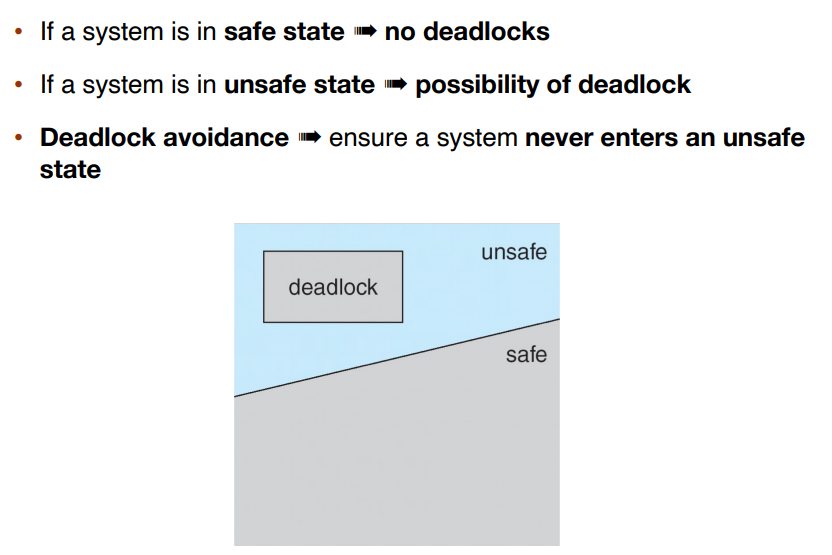 • If a system is in safe state ➠ no deadlocks
• If a system is in unsafe state ➠ possibility of deadlock
• Deadlock avoidance ➠ ensure a system never enters an unsafe
state
unsafe
deadlock
safe